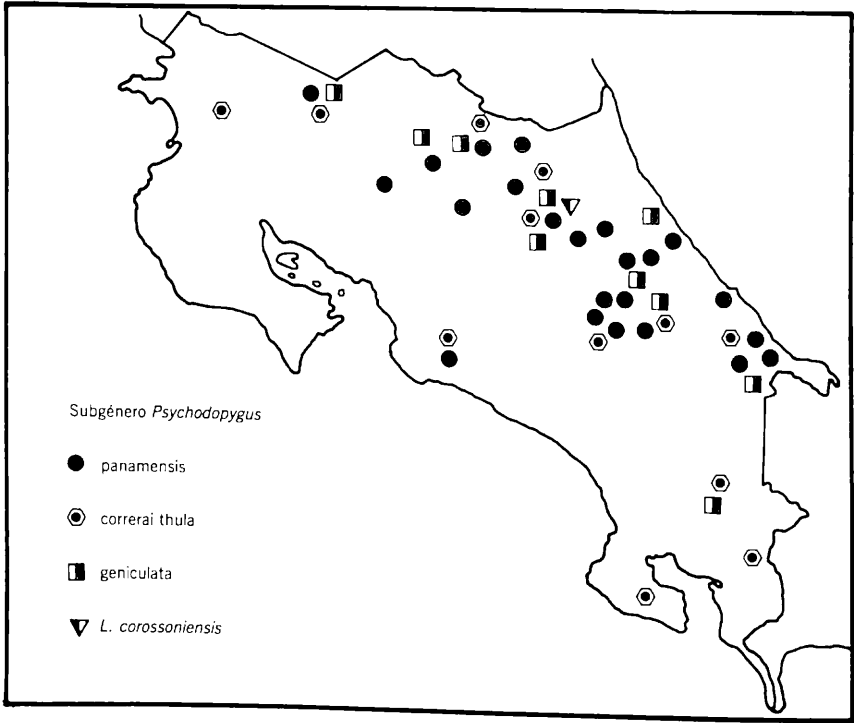 Subgénero Psychodopygus
panamensis
correrai thula
geniculata
L. corossoniensis